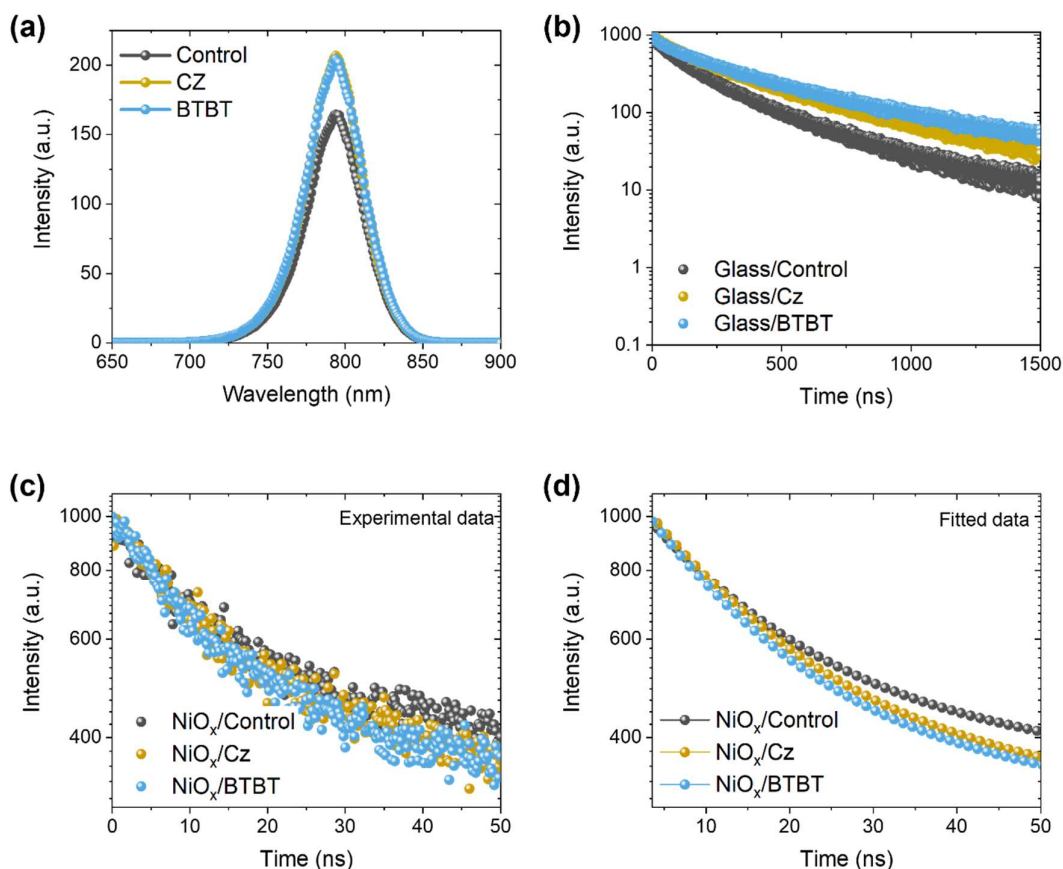 (a)
Control
CZ
BTBT
200
150
100
50
0
650 700 750 800 850 900
Intensity (a.u.)
Wavelength (nm)
(b)
1000
100
10
1
0.1
0 500 1000 1500
Glass/Control
Glass/Cz
Glass/BTBT
Intensity (a.u.)
Time (ns)
(c)
Experimental data
1000
800
600
400
0 10 20 30 40 50
NiOₓ/Control
NiOₓ/Cz
NiOₓ/BTBT
Intensity (a.u.)
Time (ns)
(d)
Fitted data
1000
800
600
400
10 20 30 40 50
NiOₓ/Control
NiOₓ/Cz
NiOₓ/BTBT
Intensity (a.u.)
Time (ns)